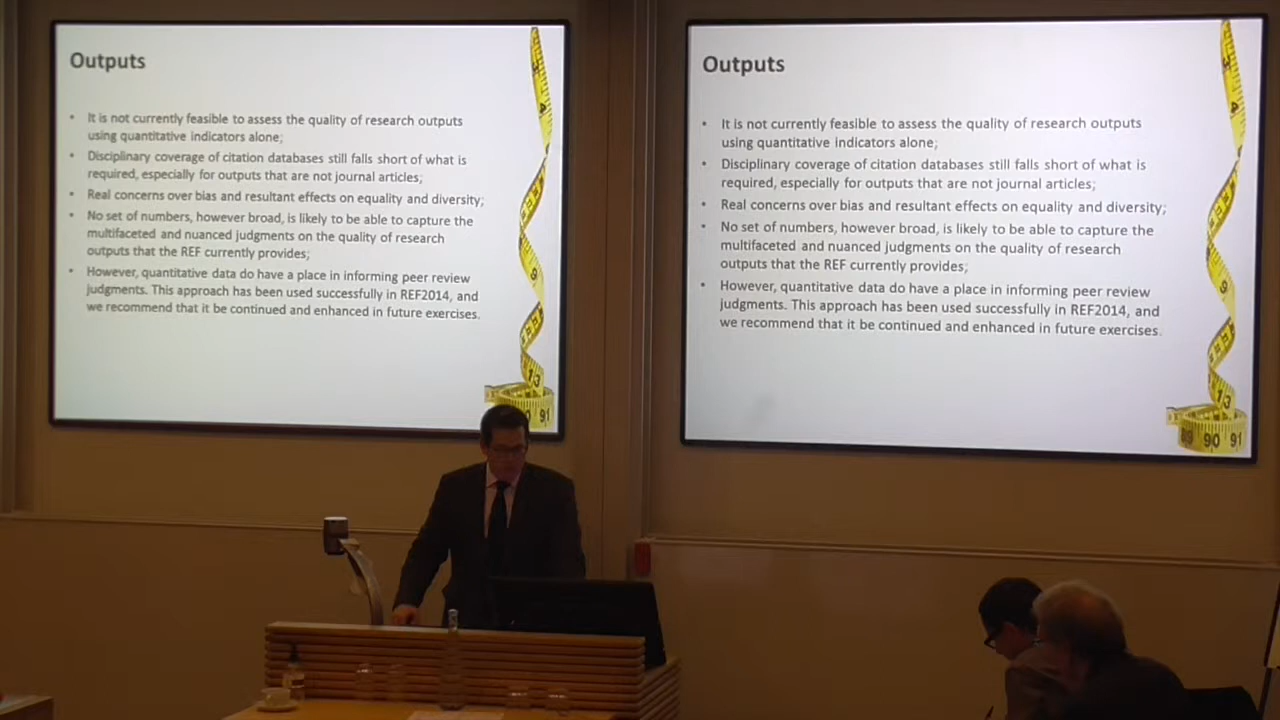 Outputs
• It is not currently feasible to assess the quality of research outputs
using quantitative indicators alone;
• Disciplinary coverage of citation databases still falls short of what is
required, especially for outputs that are not journal articles;
• Real concerns over bias and resultant effects on equality and diversity;
• No set of numbers, however broad, is likely to be able to capture the
multifaceted and nuanced judgments on the quality of research
outputs that the REF currently provides;
• However, quantitative data do have a place in informing peer review
judgments. This approach has been used successfully in REF2014, and
we recommend that it be continued and enhanced in future exercises.
4
9
13
91
Outputs
• It is not currently feasible to assess the quality of research outputs
using quantitative indicators alone;
• Disciplinary coverage of citation databases still falls short of what is
required, especially for outputs that are not journal articles;
• Real concerns over bias and resultant effects on equality and diversity;
• No set of numbers, however broad, is likely to be able to capture the
multifaceted and nuanced judgments on the quality of research
outputs that the REF currently provides;
• However, quantitative data do have a place in informing peer review
judgments. This approach has been used successfully in REF2014, and
we recommend that it be continued and enhanced in future exercises.
4
9
13
89 90 91